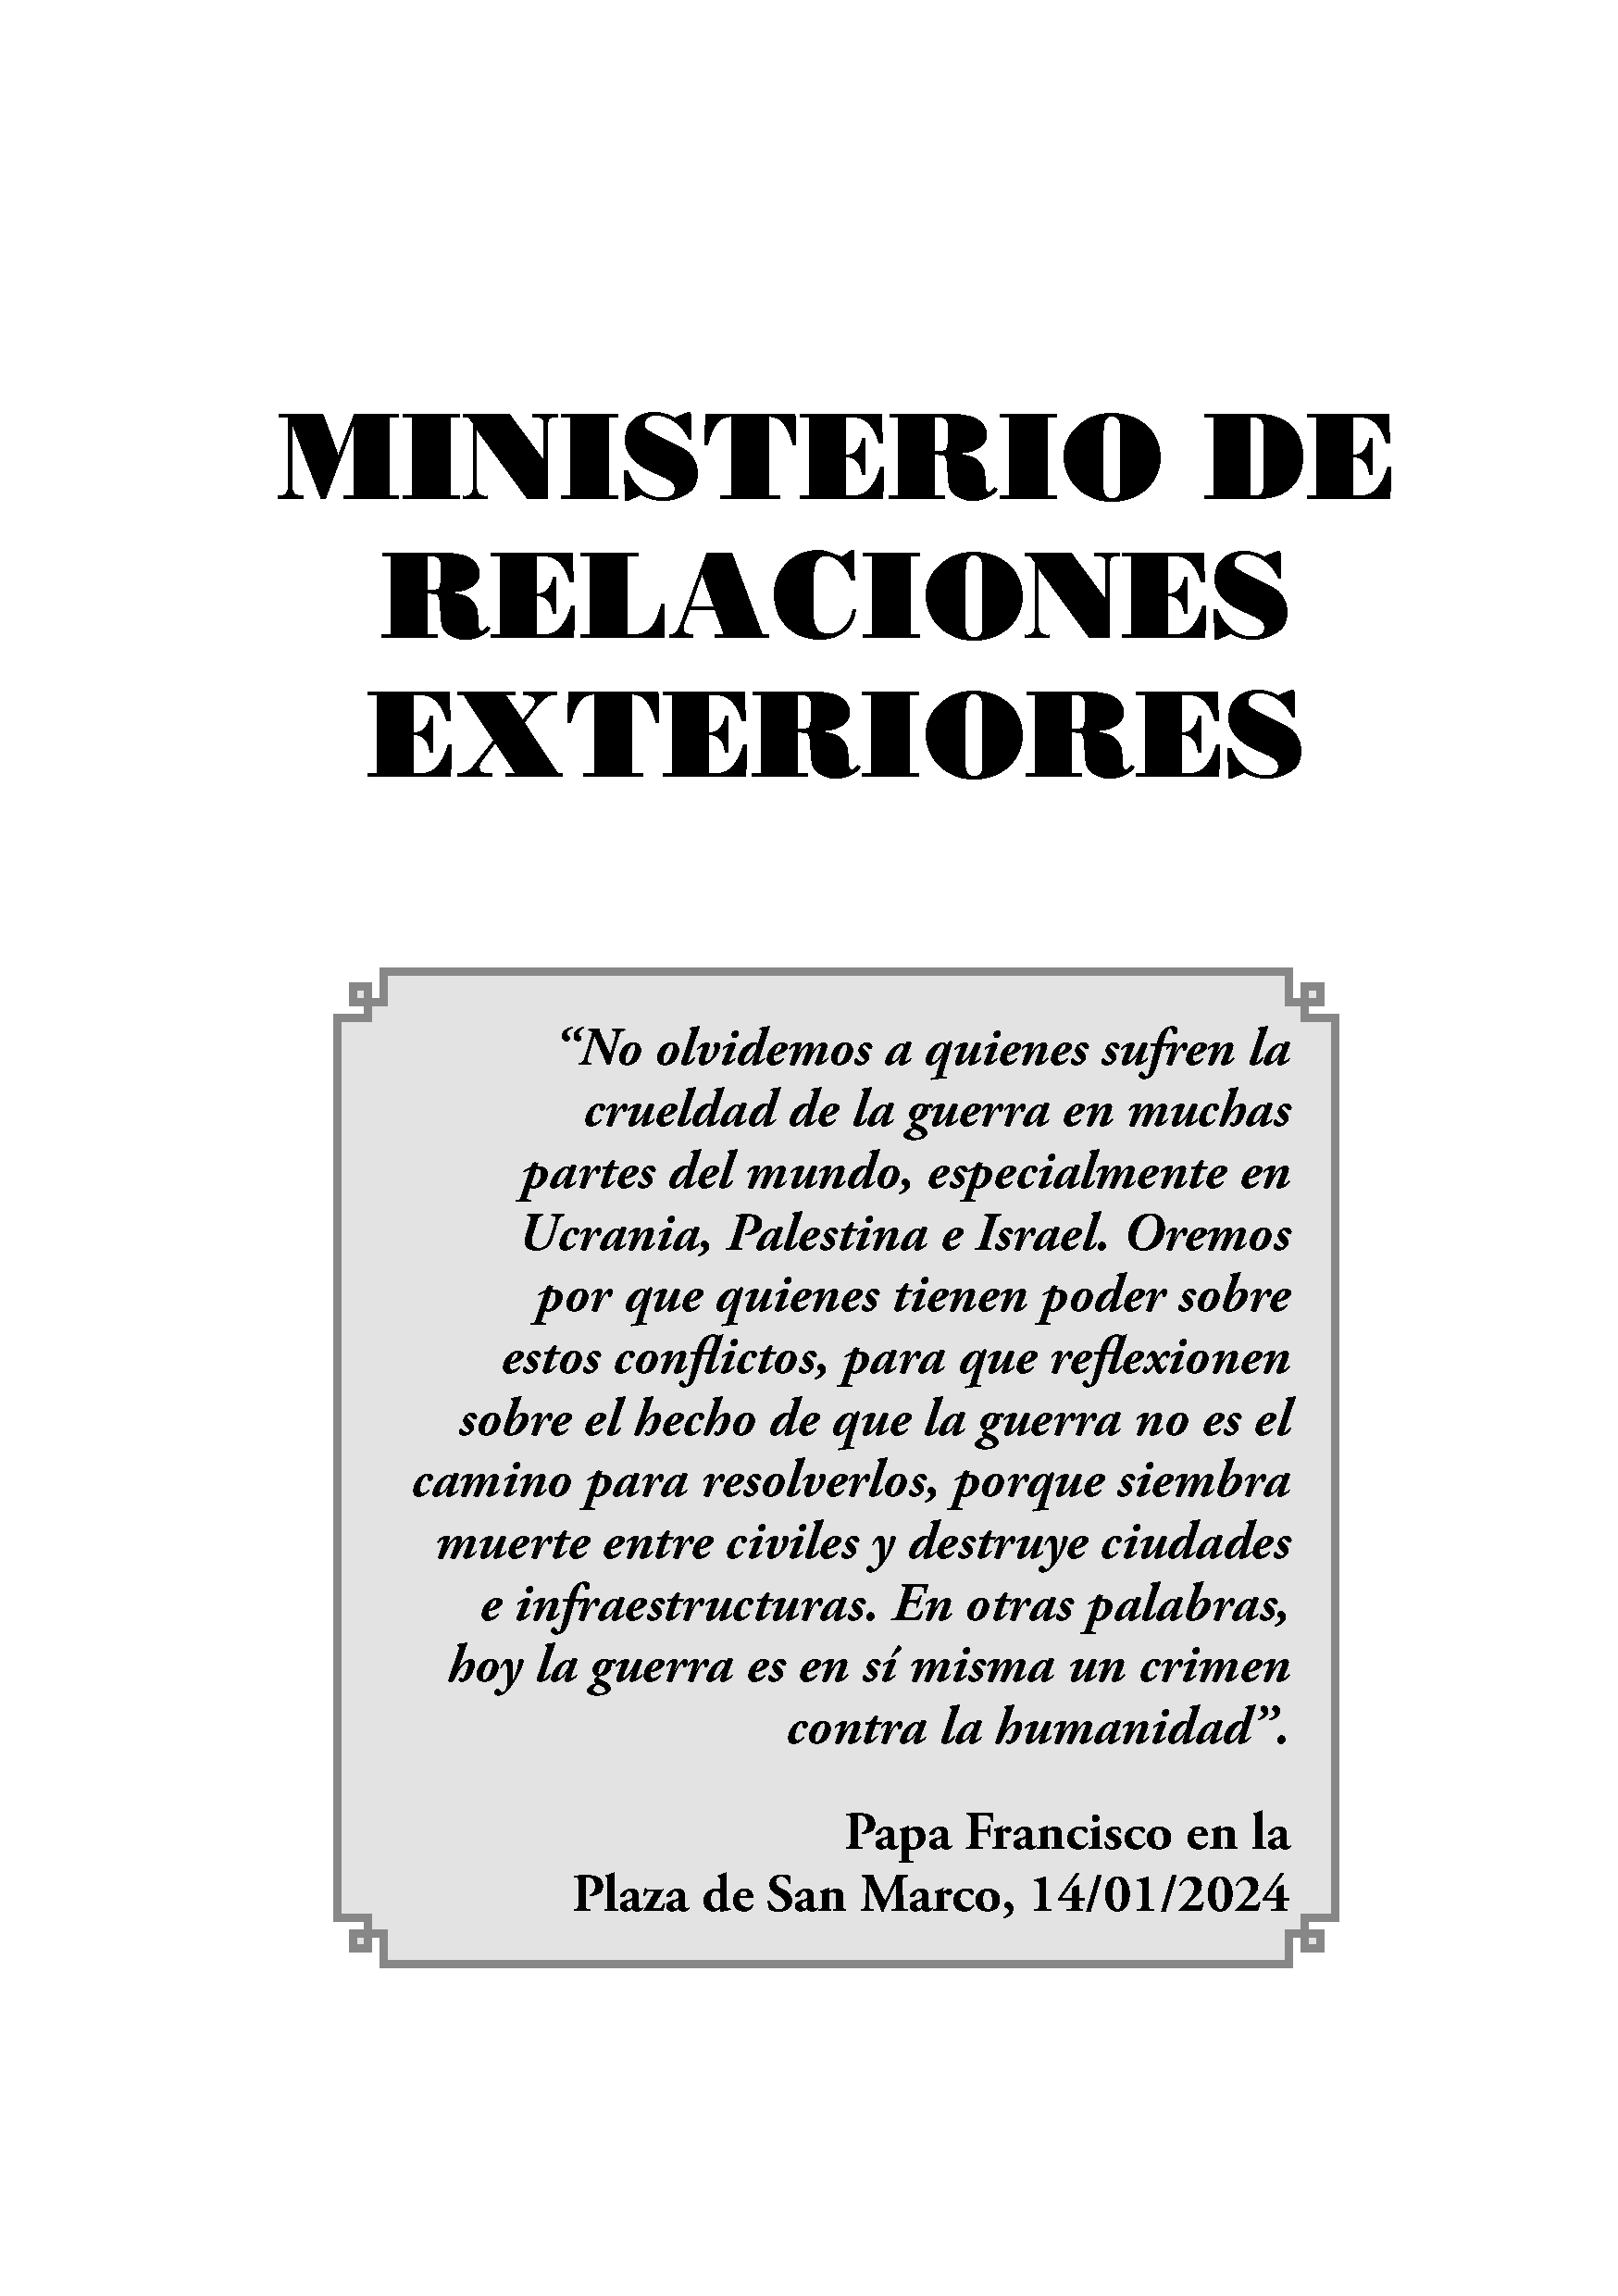 MINISTERIO DE
RELACIONES
EXTERIORES
“No olvidemos a quienes sufren la
crueldad de la guerra en muchas
partes del mundo, especialmente en
Ucrania, Palestina e Israel. Oremos
por que quienes tienen poder sobre
estos conflictos, para que reflexionen
sobre el hecho de que la guerra no es el
camino para resolverlos, porque siembra
muerte entre civiles y destruye ciudades
e infraestructuras. En otras palabras,
hoy la guerra es en sí misma un crimen
contra la humanidad”.
Papa Francisco en la
Plaza de San Marco, 14/01/2024